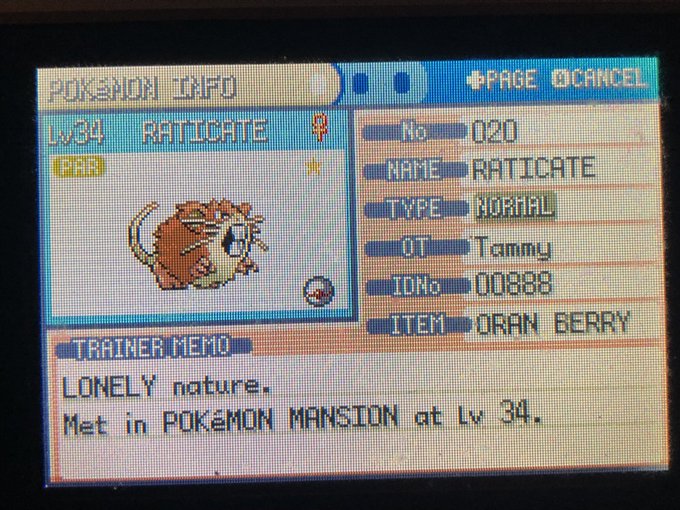 POKéMON INFO
PAGE CANCEL
Lv34 RATICATE
PAR
No 020
NAME RATICATE
TYPE NORMAL
OT Tammy
IDNo 00888
ITEM ORAN BERRY
TRAINER MEMO
LONELY nature.
Met in POKéMON MANSION at Lv 34.